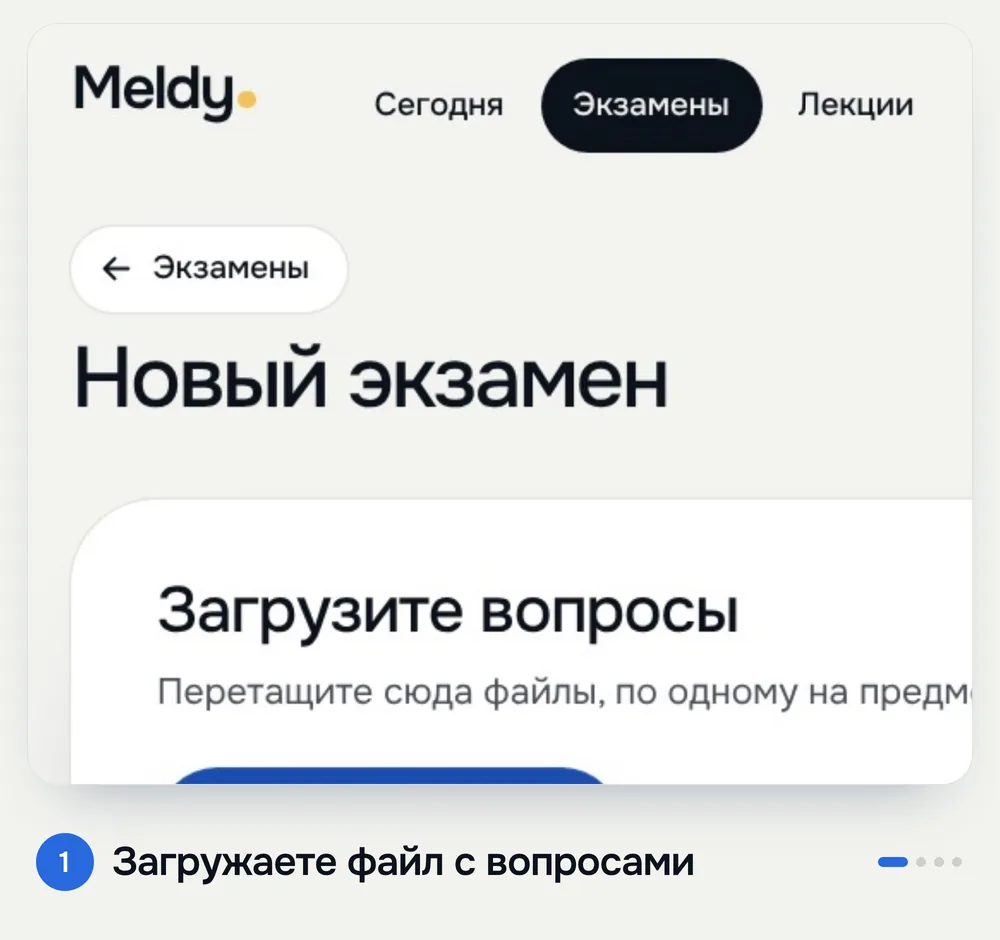 Meldy.
Сегодня Экзамены Лекции
← Экзамены
Новый экзамен
Загрузите вопросы
Перетащите сюда файлы, по одному на
1 Загружаете файл с вопросами